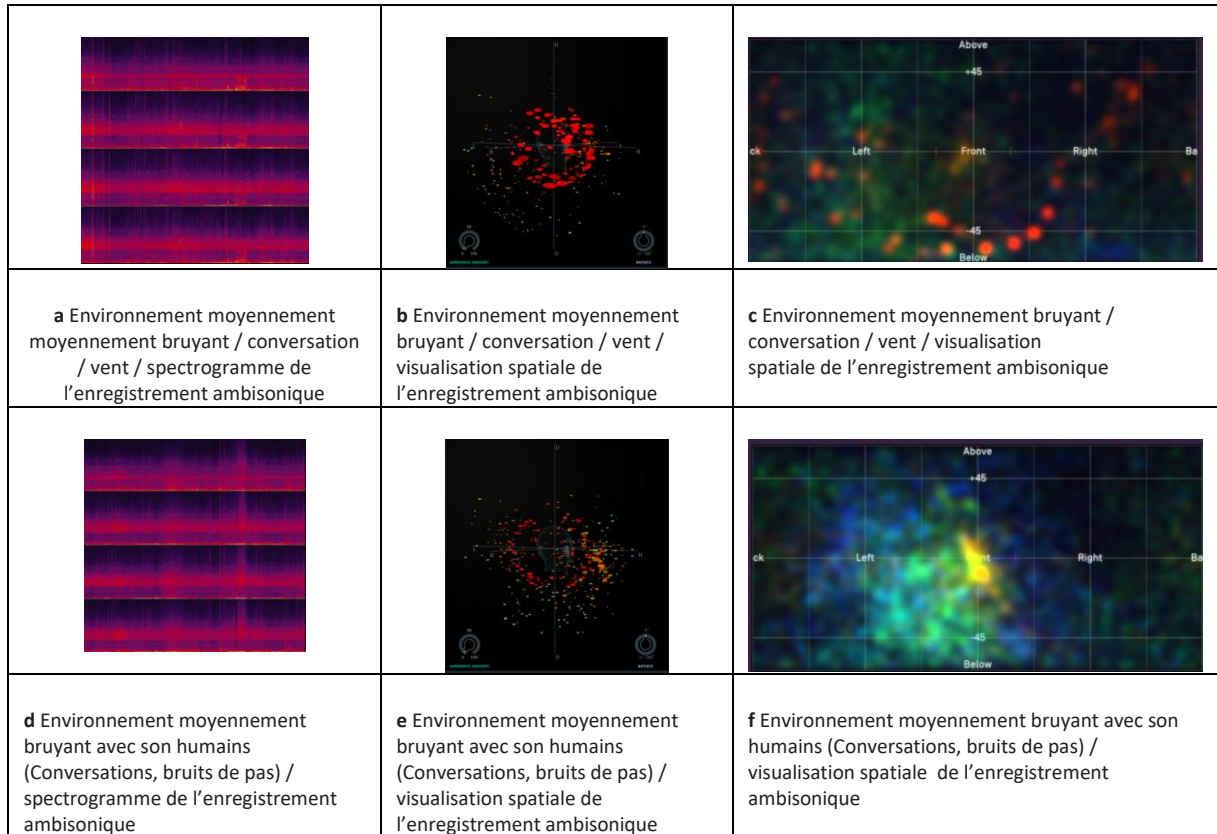 Above
+45
ck Left Front Right Ba
-45
Below
a Environnement moyennement
moyennement bruyant / conversation
/ vent / spectrogramme de
l’enregistrement ambisonique
b Environnement moyennement
bruyant / conversation / vent /
visualisation spatiale de
l’enregistrement ambisonique
c Environnement moyennement bruyant /
conversation / vent / visualisation
spatiale de l’enregistrement ambisonique
Above
+45
ck Left nt Right Ba
-45
Below
d Environnement moyennement
bruyant avec son humains
(Conversations, bruits de pas) /
spectrogramme de l’enregistrement
ambisonique
e Environnement moyennement
bruyant avec son humains
(Conversations, bruits de pas) /
visualisation spatiale de
l’enregistrement ambisonique
f Environnement moyennement bruyant avec son
humains (Conversations, bruits de pas) /
visualisation spatiale de l’enregistrement
ambisonique